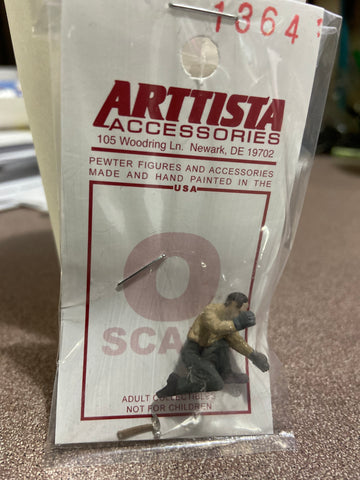 1364
ARTTISTA
ACCESSORIES
105 Woodring Ln. Newark, DE 19702
PEWTER FIGURES AND ACCESSORIES
MADE AND HAND PAINTED IN THE
USA
O
SCA
ADULT COLLECTIBLES
NOT FOR CHILDREN